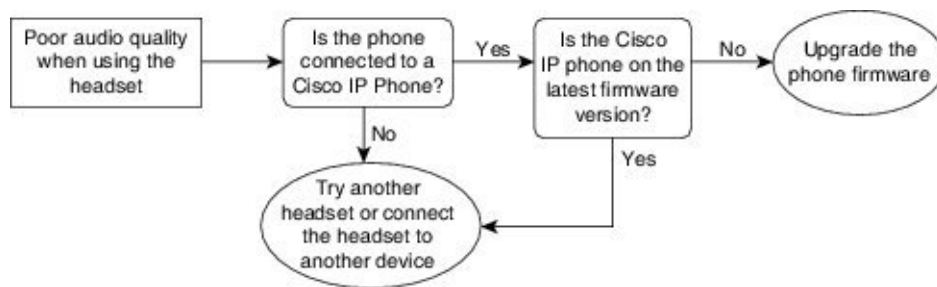 Poor audio quality
when using the
headset
Is the phone
connected to a
Cisco IP Phone?
Yes
Is the Cisco
IP phone on the
latest firmware
version?
No
Upgrade the
phone firmware
No
Yes
Try another
headset or connect
the headset to
another device